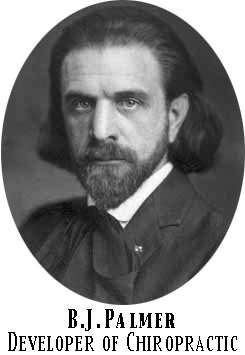 B.J. PALMER
DEVELOPER OF CHIROPRACTIC